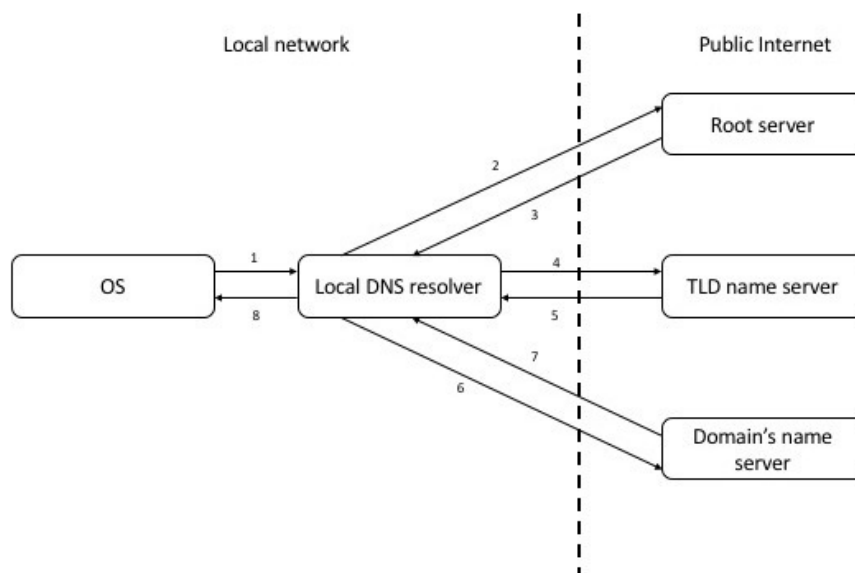 Local network
Public Internet
Root server
2
3
1
4
OS
Local DNS resolver
TLD name server
8
5
7
6
Domain’s name
server